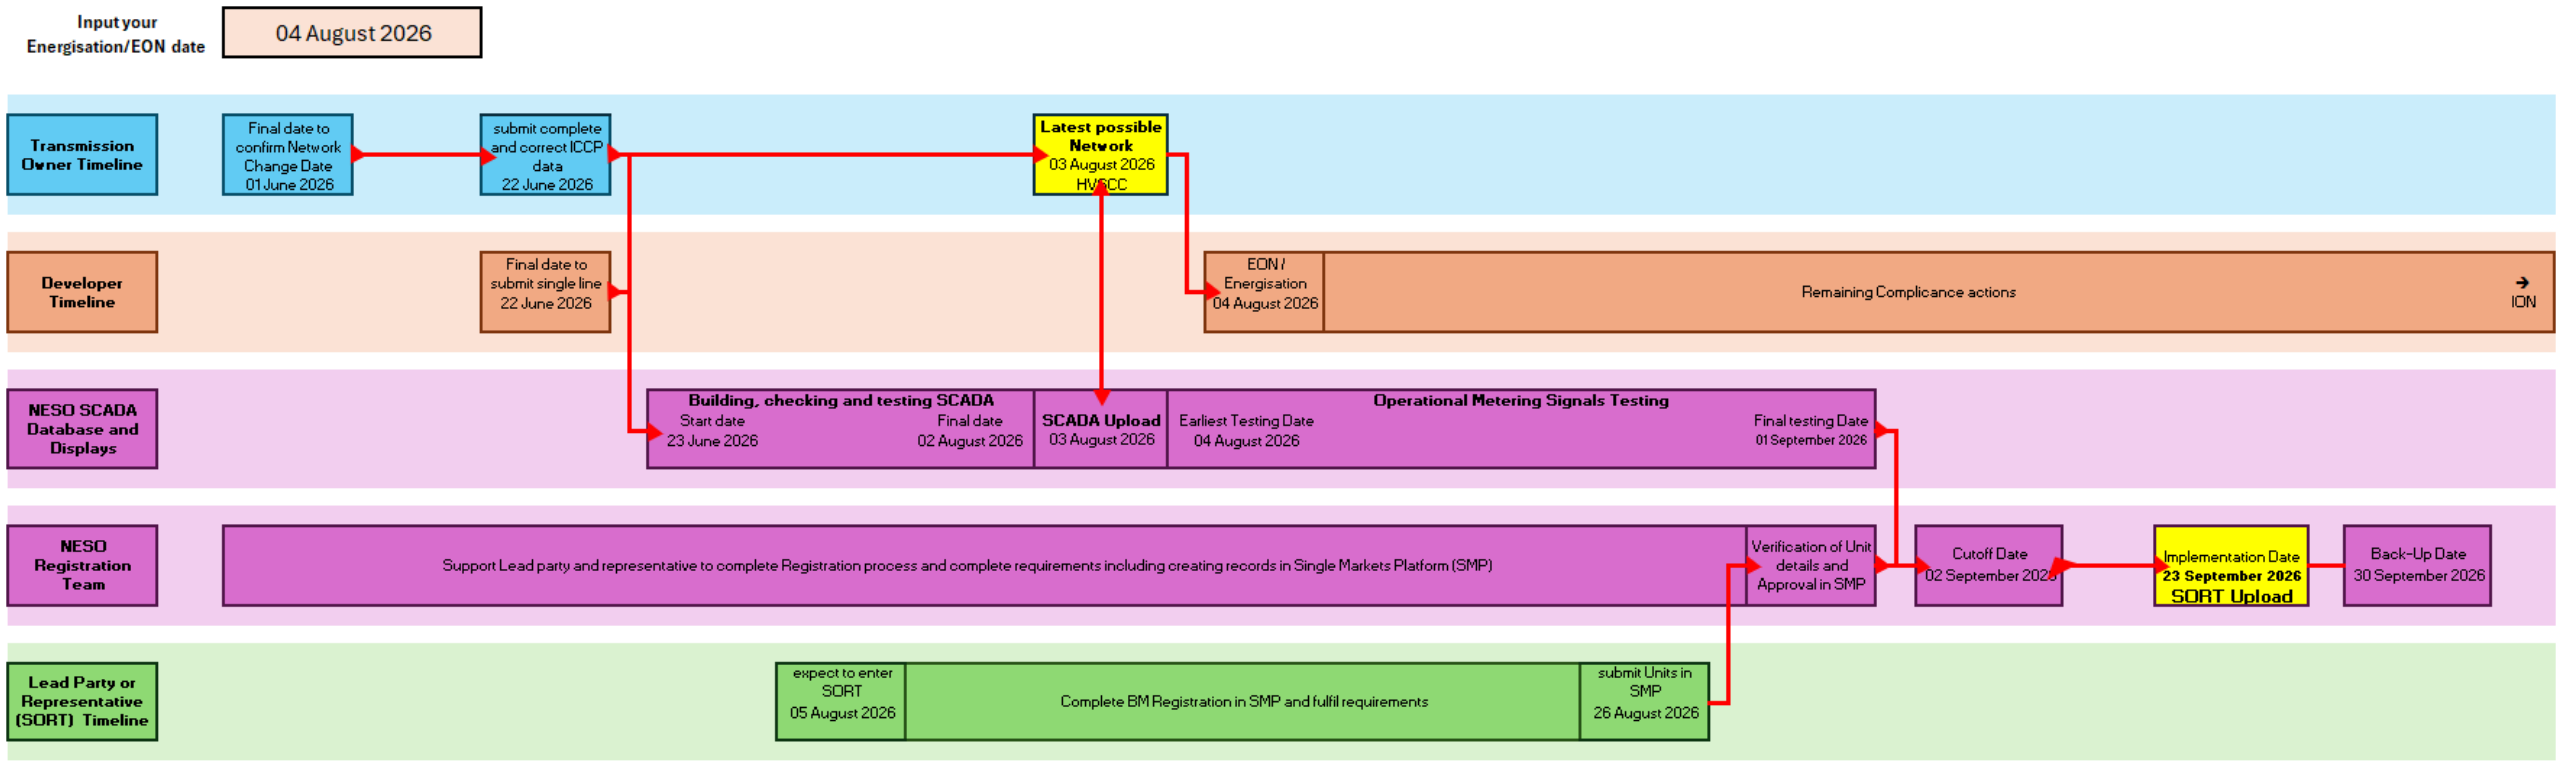 Input your
Energisation/EON date
04 August 2026
Transmission
Owner Timeline
Final date to
confirm Network
Change Date
01 June 2026
submit complete
and correct ICCP
data
22 June 2026
Latest possible
Network
03 August 2026
HVSCC
Developer
Timeline
Final date to
submit single line
22 June 2026
EON /
Energisation
04 August 2026
Remaining Complicance actions
→
ION
NESO SCADA
Database and
Displays
Building, checking and testing SCADA
Start date
23 June 2026
Final date
02 August 2026
SCADA Upload
03 August 2026
Operational Metering Signals Testing
Earliest Testing Date
04 August 2026
Final testing Date
01 September 2026
NESO
Registration
Team
Support Lead party and representative to complete Registration process and complete requirements including creating records in Single Markets Platform (SMP)
Verification of Unit
details and
Approval in SMP
Cutoff Date
02 September 2026
Implementation Date
23 September 2026
SORT Upload
Back-Up Date
30 September 2026
Lead Party or
Representative
(SORT) Timeline
expect to enter
SORT
05 August 2026
Complete BM Registration in SMP and fulfil requirements
submit Units in
SMP
26 August 2026